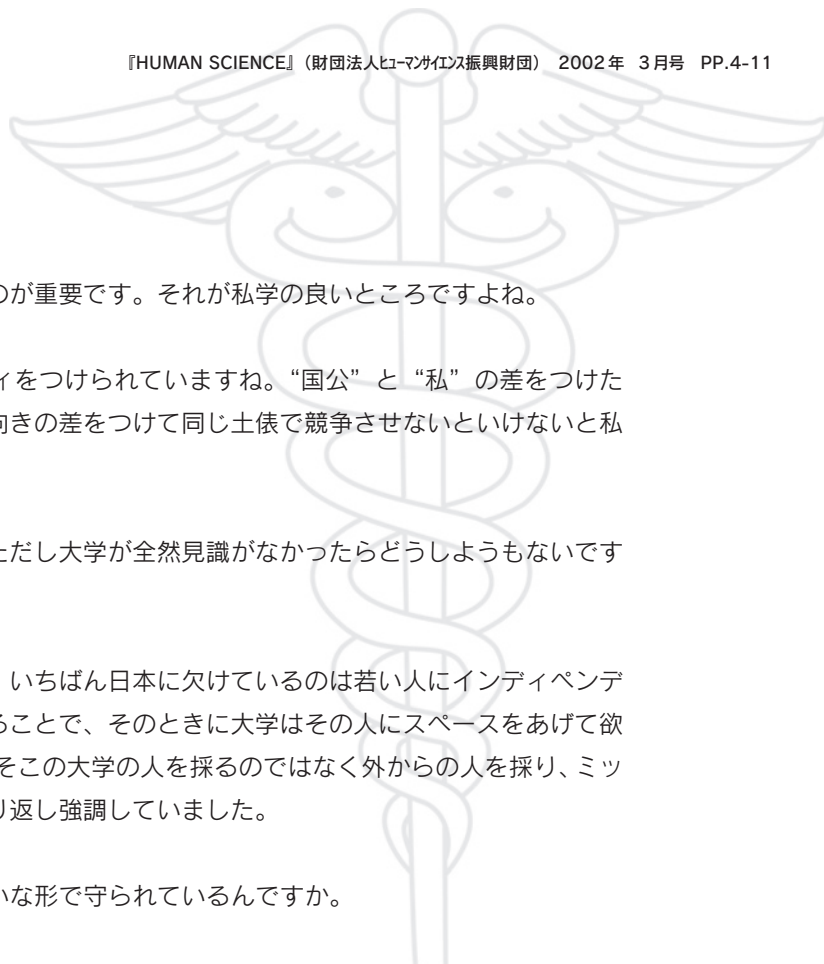 『HUMAN SCIENCE』（財団法人ﾋｭｰﾏﾝｻｲｴﾝｽ振興財団） 2002年 3月号 PP.4-11
のが重要です。それが私学の良いところですよね。
ィをつけられていますね。“国公”と“私”の差をつけた
向きの差をつけて同じ土俵で競争させないといけないと私
ただし大学が全然見識がなかったらどうしようもないです
いちばん日本に欠けているのは若い人にインディペンデ
ることで、そのときに大学はその人にスペースをあげて欲
そこの大学の人を採るのではなく外からの人を採り、ミッ
り返し強調していました。
いな形で守られているんですか。